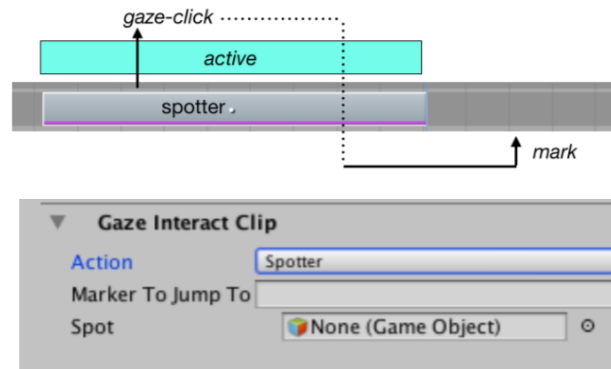 gaze-click
active
spotter
mark
Gaze Interact Clip
Action Spotter
Marker To Jump To
Spot None (Game Object)